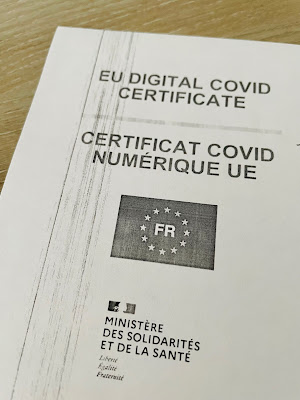 EU DIGITAL COVID
CERTIFICATE
CERTIFICAT COVID
NUMÉRIQUE UE
FR
MINISTÈRE
DES SOLIDARITÉS
ET DE LA SANTÉ
Liberté
Égalité
Fraternité